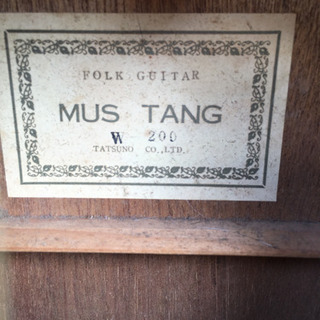 FOLK GUITAR
MUS TANG
W 200
TATSUNO CO.,LTD.